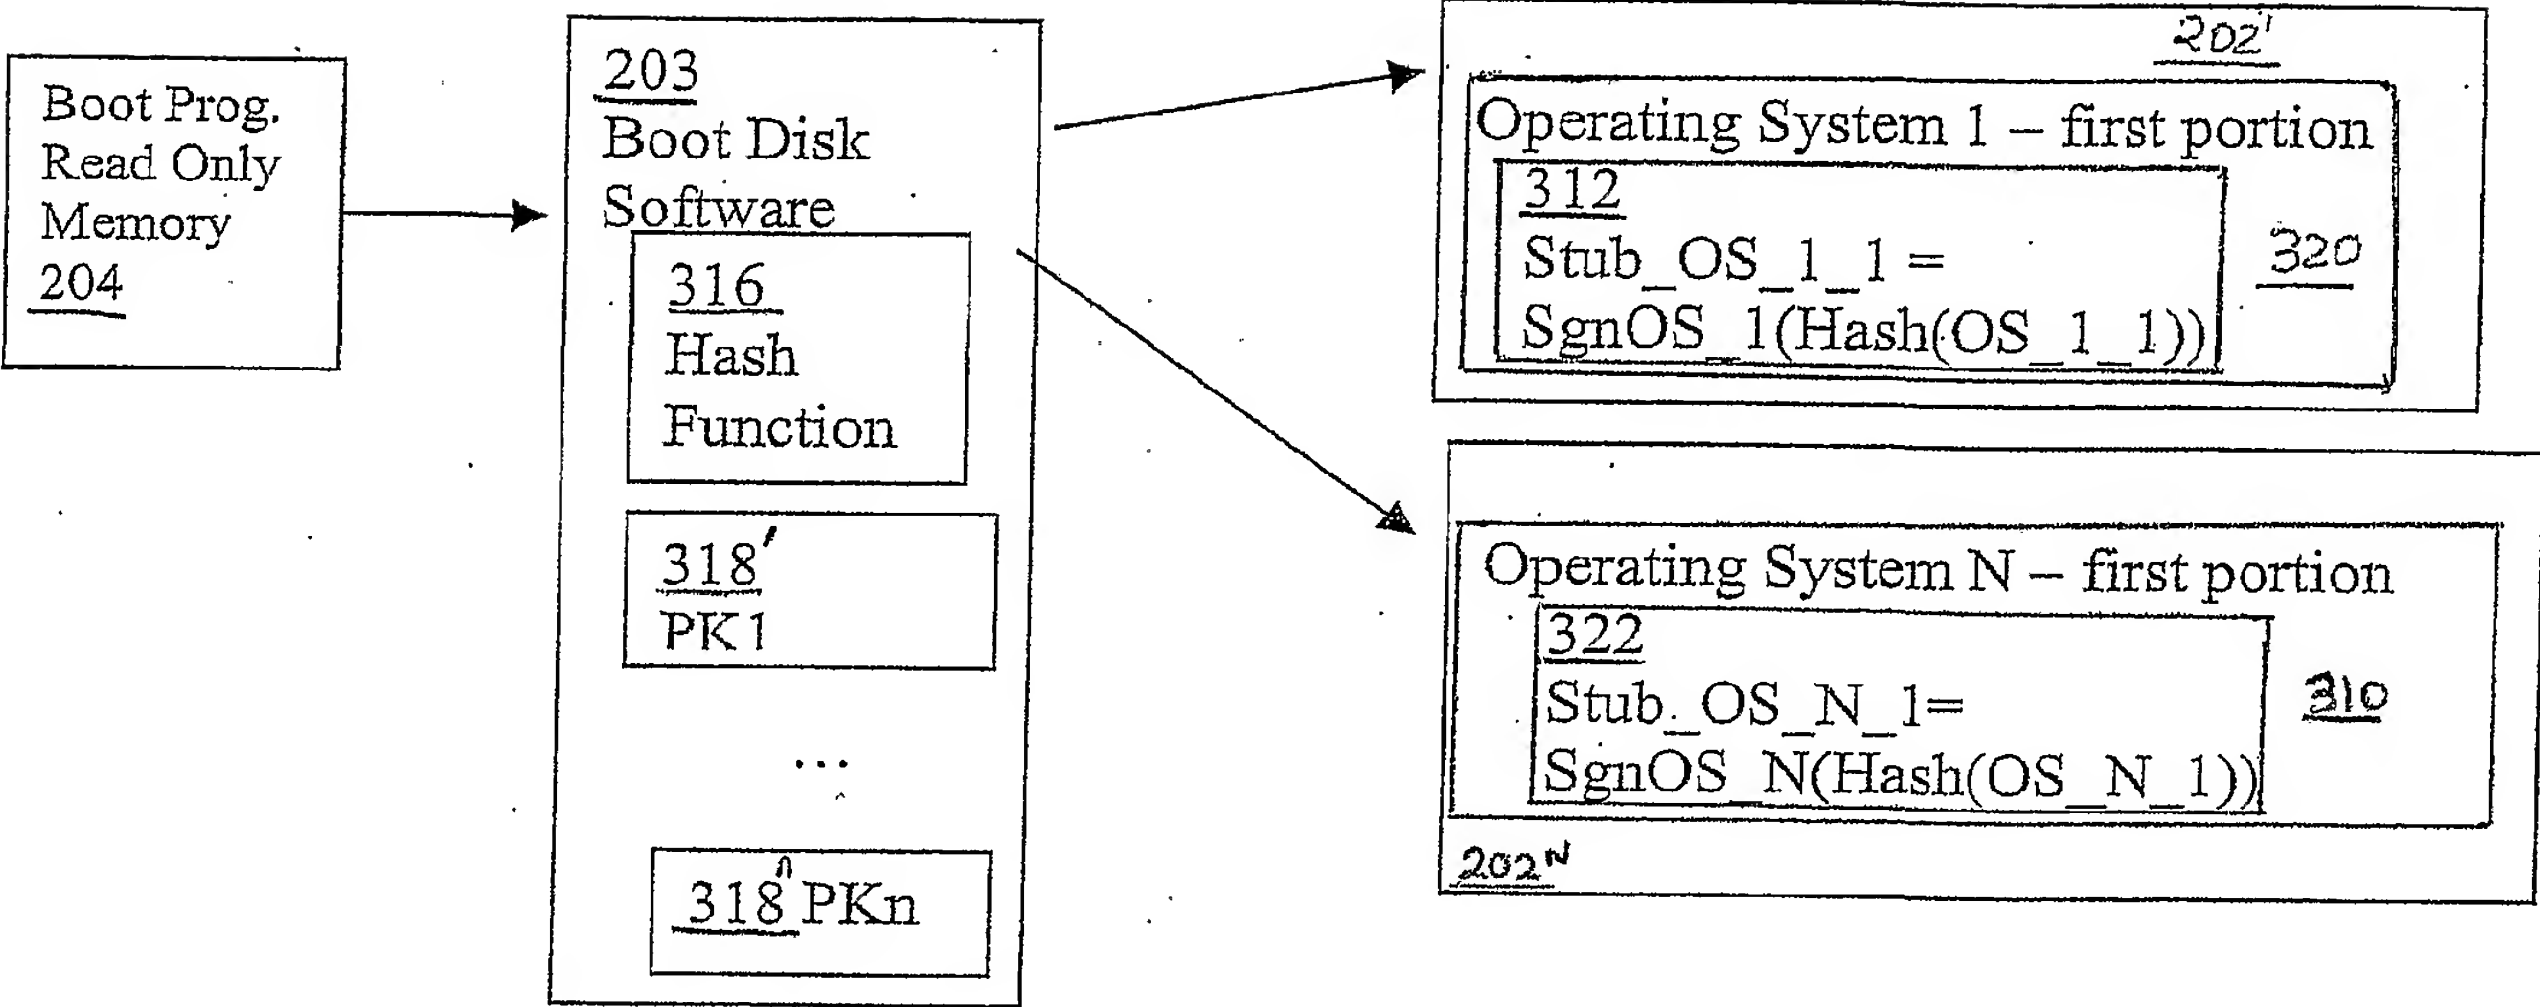 Boot Prog.
Read Only
Memory
204
203
Boot Disk
Software
316
Hash
Function
318'
PK1
...
318ⁿ PKn
202'
Operating System 1 – first portion
312
Stub_OS_1_1 =
SgnOS_1(Hash(OS_1_1))
320
Operating System N – first portion
322
Stub_OS_N_1=
SgnOS_N(Hash(OS_N_1))
310
202ᴺ